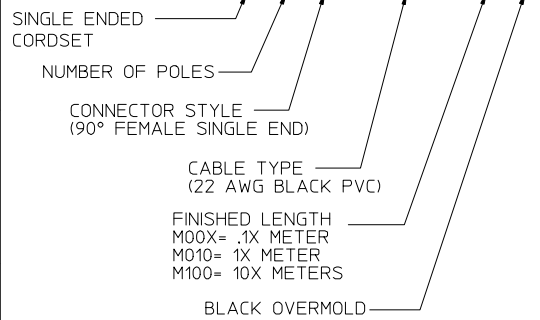 SINGLE ENDED
CORDSET
NUMBER OF POLES
CONNECTOR STYLE
(90° FEMALE SINGLE END)
CABLE TYPE
(22 AWG BLACK PVC)
FINISHED LENGTH
M00X= .1X METER
M010= 1X METER
M100= 10X METERS
BLACK OVERMOLD